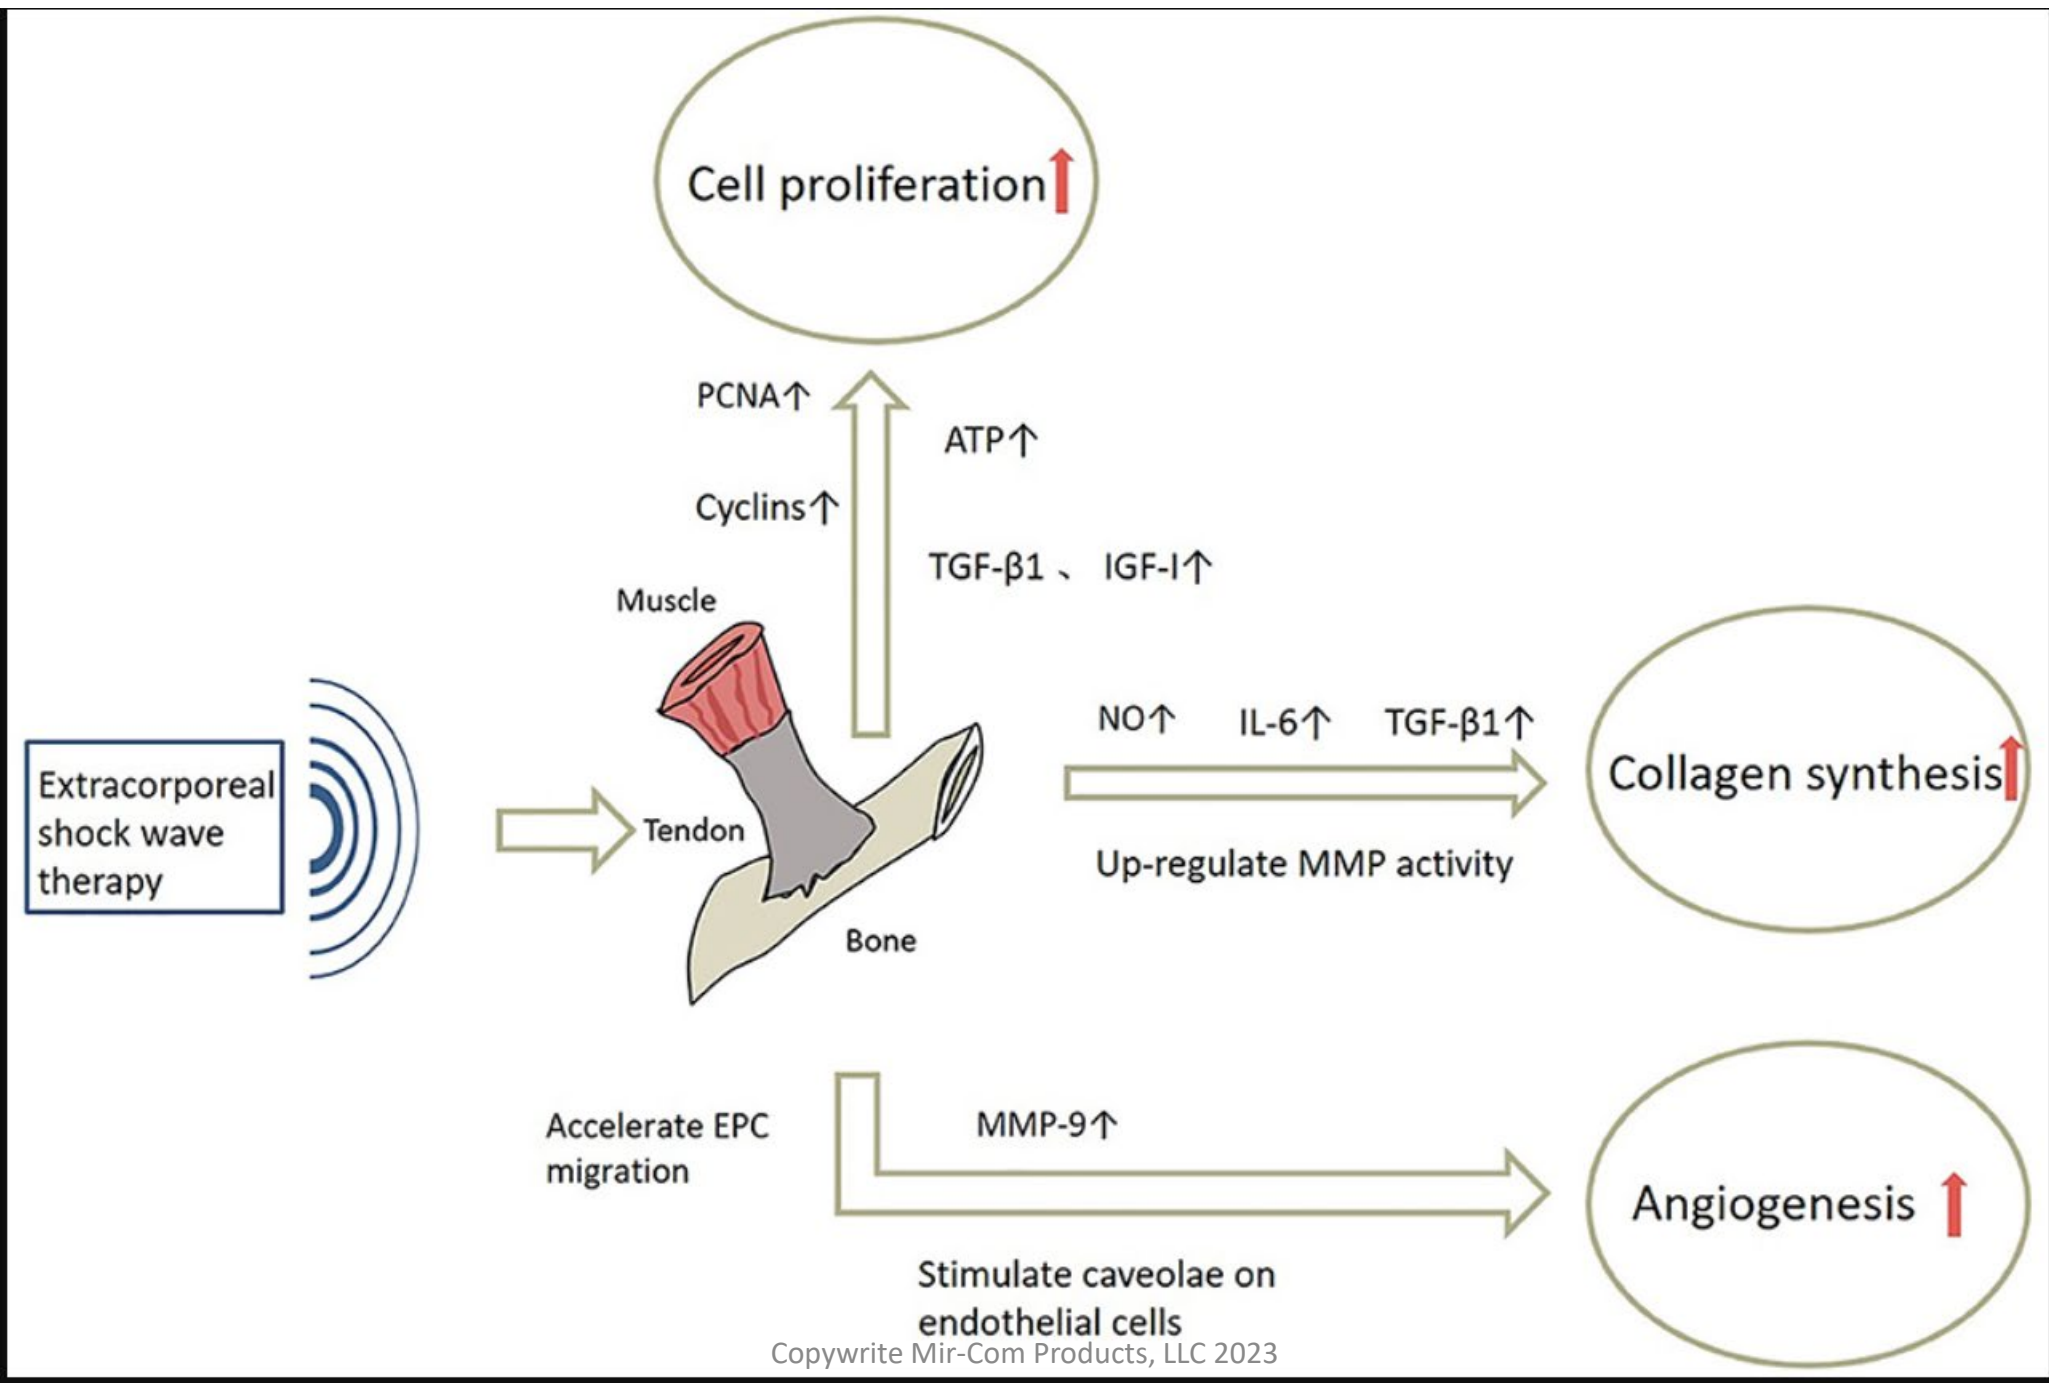 Cell proliferation
PCNA↑
ATP↑
Cyclins↑
TGF-β1 、 IGF-I↑
Muscle
NO↑ IL-6↑ TGF-β1↑
Extracorporeal
shock wave
therapy
Tendon
Collagen synthesis
Up-regulate MMP activity
Bone
Accelerate EPC
migration
MMP-9↑
Angiogenesis
Stimulate caveolae on
endothelial cells
Copywrite Mir-Com Products, LLC 2023